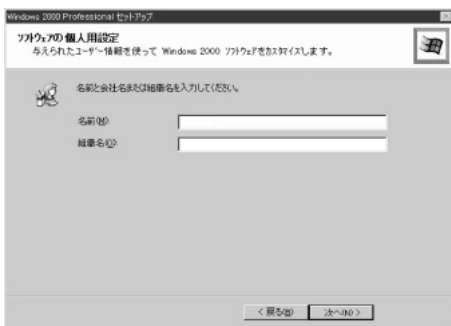 Windows 2000 Professional セットアップ
ソフトウェアの個人用設定
与えられたユーザー情報を使って Windows 2000 ソフトウェアをカスタマイズします。
名前と会社名または組織名を入力してください。
名前(M):
組織名(O):
< 戻る(B)
次へ(N) >